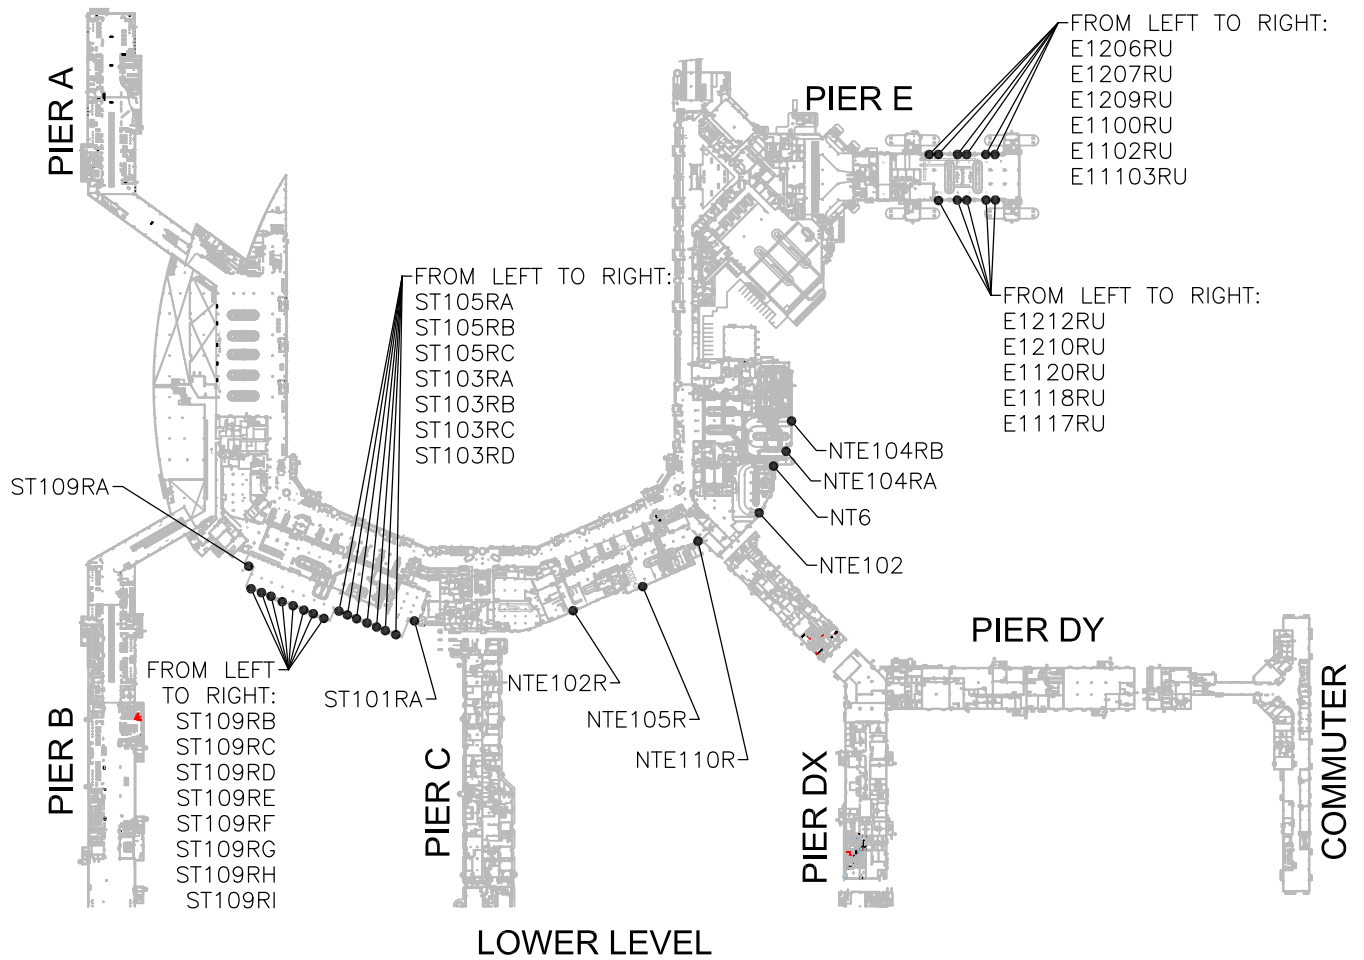 FROM LEFT TO RIGHT:
E1206RU
E1207RU
E1209RU
E1100RU
E1102RU
E11103RU
PIER A
PIER E
FROM LEFT TO RIGHT:
ST105RA
ST105RB
ST105RC
ST103RA
ST103RB
ST103RC
ST103RD
FROM LEFT TO RIGHT:
E1212RU
E1210RU
E1120RU
E1118RU
E1117RU
NTE104RB
NTE104RA
NT6
NTE102
ST109RA
PIER DY
FROM LEFT
TO RIGHT:
ST109RB
ST109RC
ST109RD
ST109RE
ST109RF
ST109RG
ST109RH
ST109RI
ST101RA
NTE102R
NTE105R
NTE110R
PIER B
PIER C
PIER DX
COMMUTER
LOWER LEVEL